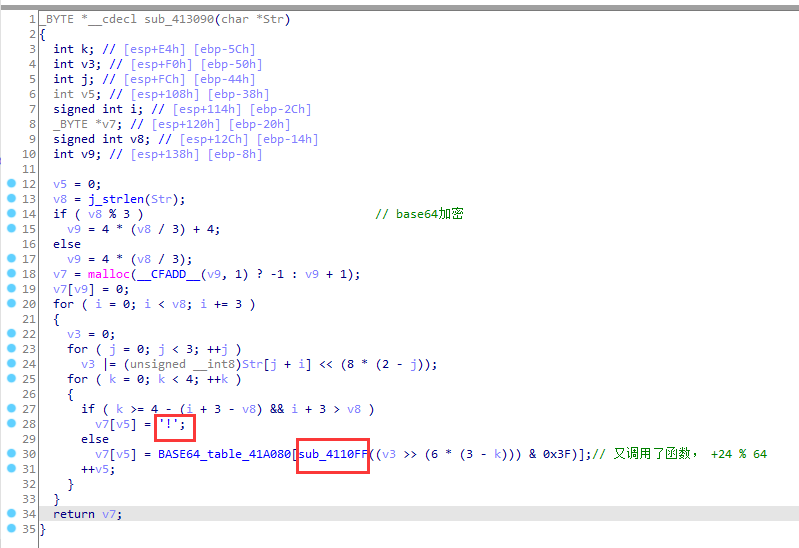 1 _BYTE *__cdecl sub_413090(char *Str)
2 {
3   int k; // [esp+E4h] [ebp-5Ch]
4   int v3; // [esp+F0h] [ebp-50h]
5   int j; // [esp+FCh] [ebp-44h]
6   int v5; // [esp+108h] [ebp-38h]
7   signed int i; // [esp+114h] [ebp-2Ch]
8   _BYTE *v7; // [esp+120h] [ebp-20h]
9   signed int v8; // [esp+12Ch] [ebp-14h]
10   int v9; // [esp+138h] [ebp-8h]
11
12   v5 = 0;
13   v8 = j_strlen(Str);
14   if ( v8 % 3 ) // base64加密
15     v9 = 4 * (v8 / 3) + 4;
16   else
17     v9 = 4 * (v8 / 3);
18   v7 = malloc(__CFADD__(v9, 1) ? -1 : v9 + 1);
19   v7[v9] = 0;
20   for ( i = 0; i < v8; i += 3 )
21   {
22     v3 = 0;
23     for ( j = 0; j < 3; ++j )
24       v3 |= (unsigned __int8)Str[j + i] << (8 * (2 - j));
25     for ( k = 0; k < 4; ++k )
26     {
27       if ( k >= 4 - (i + 3 - v8) && i + 3 > v8 )
28         v7[v5] = '!';
29       else
30         v7[v5] = BASE64_table_41A080[sub_4110FF((v3 >> (6 * (3 - k))) & 0x3F)];// 又调用了函数， +24 % 64
31       ++v5;
32     }
33   }
34   return v7;
35 }